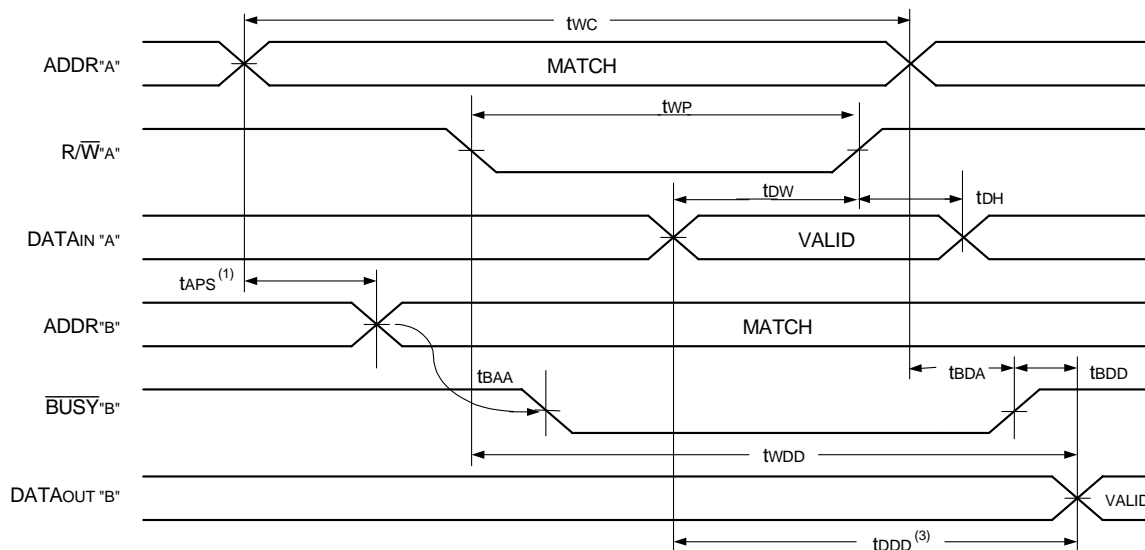 tWC
ADDR"A"
MATCH
tWP
R/W̅"A"
tDW
tDH
DATAIN "A"
VALID
tAPS(1)
ADDR"B"
MATCH
tBAA
tBDA
tBDD
B̅U̅S̅Y̅"B"
tWDD
DATAOUT "B"
VALID
tDDD(3)